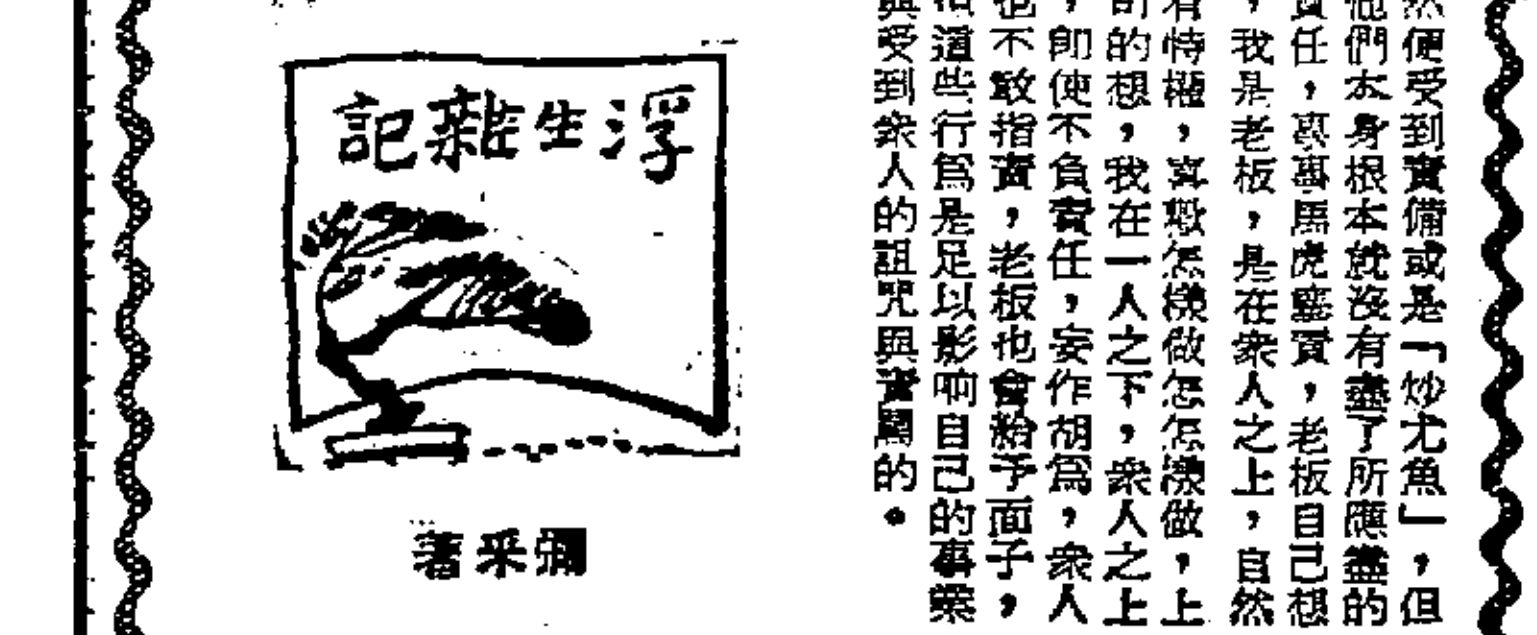 然便受到責備或是「炒尤魚」，但
他們本身根本就沒有盡了所應盡的
責任，事事馬虎塞責，老板自己想
，我是老板，是在衆人之上，自然
有特權，喜歡怎樣做怎怎樣做，上
司的想，我在一人之下，衆人之上
，卽使不負責任，妄作胡爲，衆人
也不敢指責，老板也會給予面子，
這些行爲是足以影响自己的事業
與受到衆人的詛咒與責駡的。
浮生雜記
彌采著